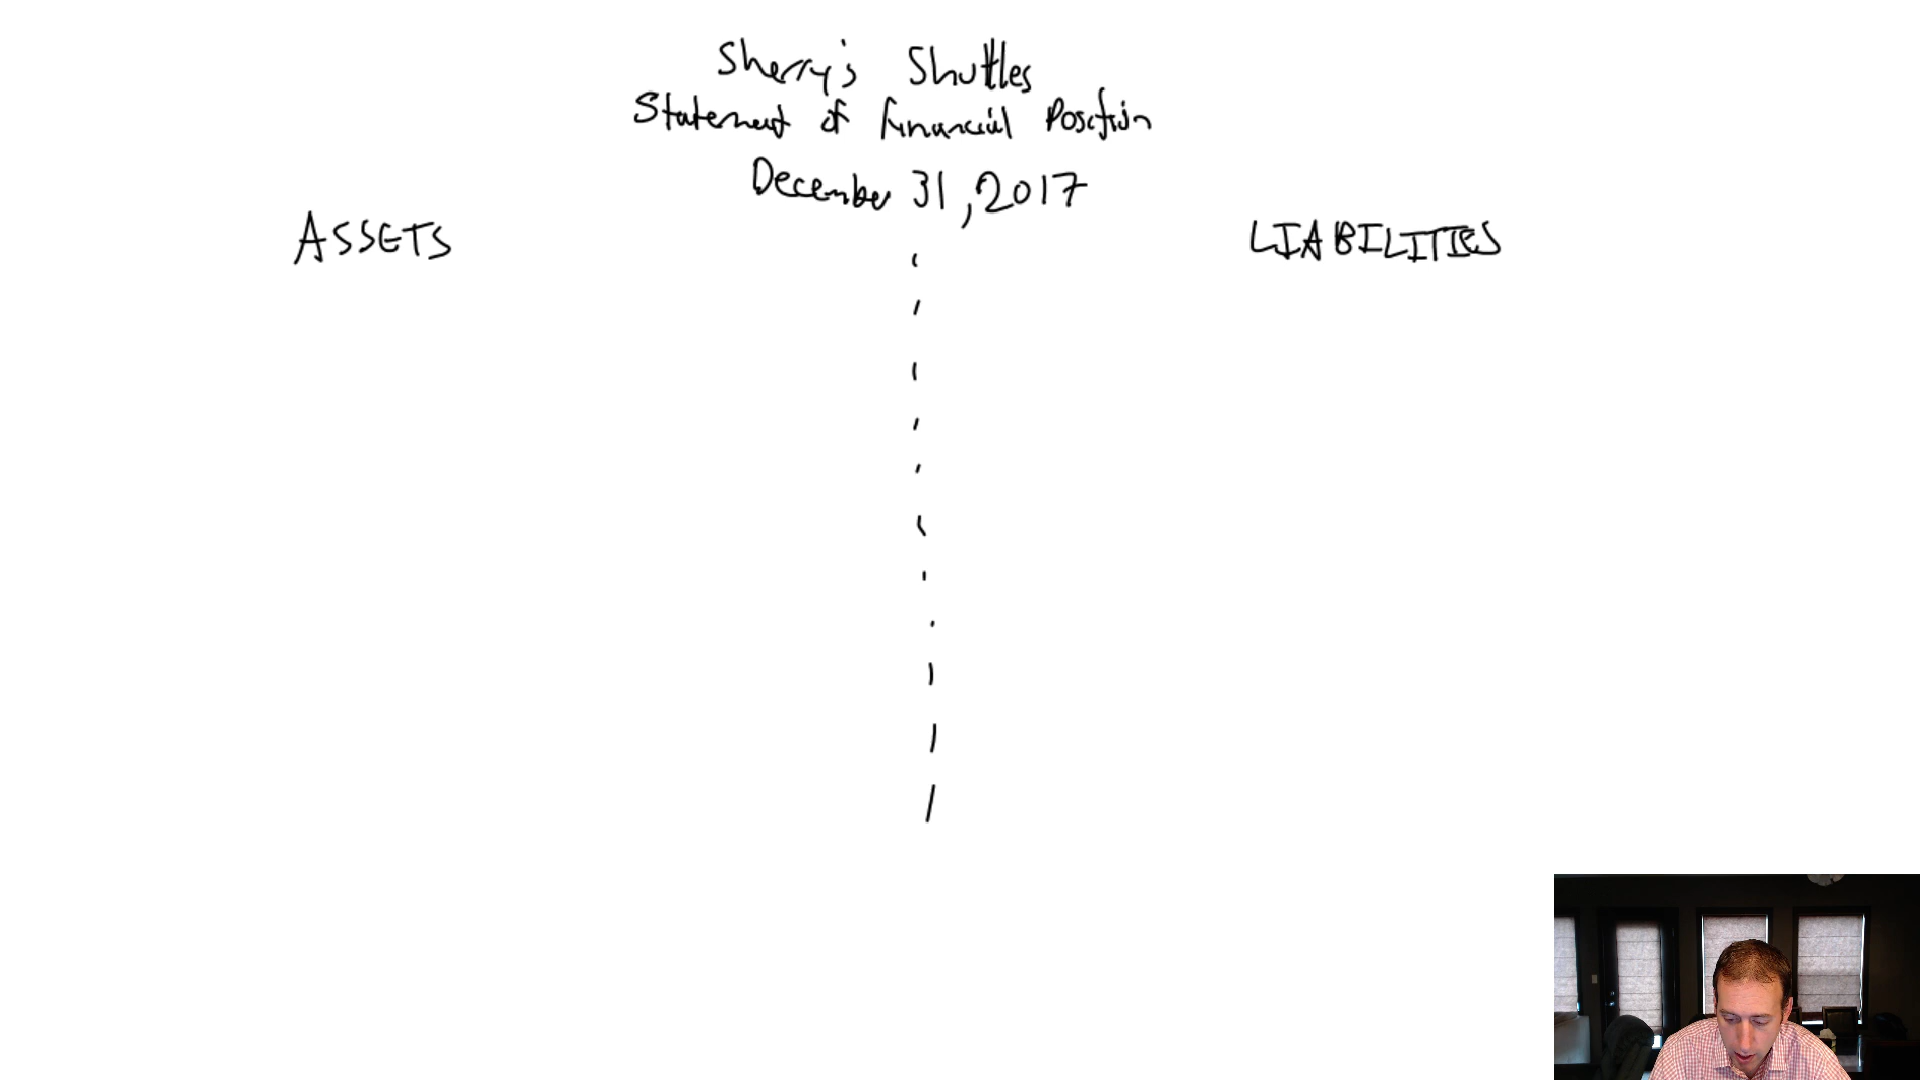 Sherry's Shuttles
Statement of Financial Position
December 31, 2017
ASSETS
LIABILITIES